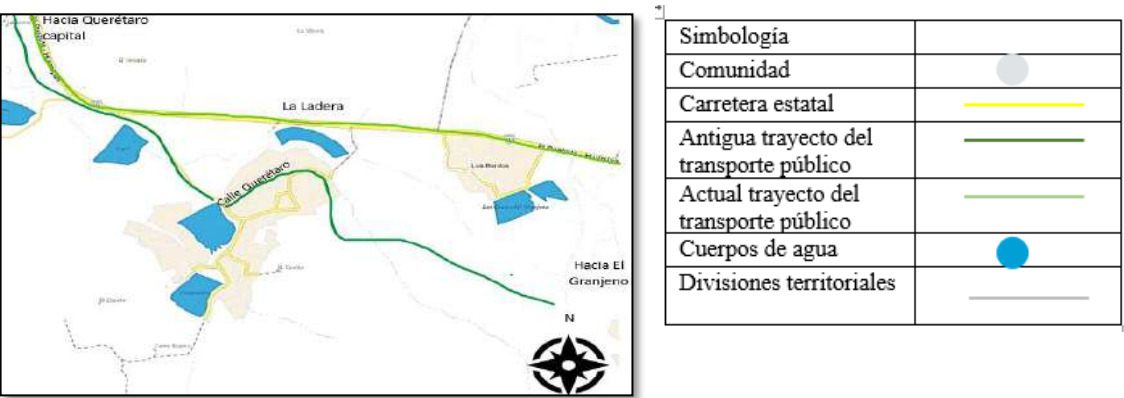 Hacia Querétaro
capital
La Ladera
Calle Querétaro
Hacia El
Granjeno
N
Simbología
Comunidad
Carretera estatal
Antigua trayecto del
transporte público
Actual trayecto del
transporte público
Cuerpos de agua
Divisiones territoriales